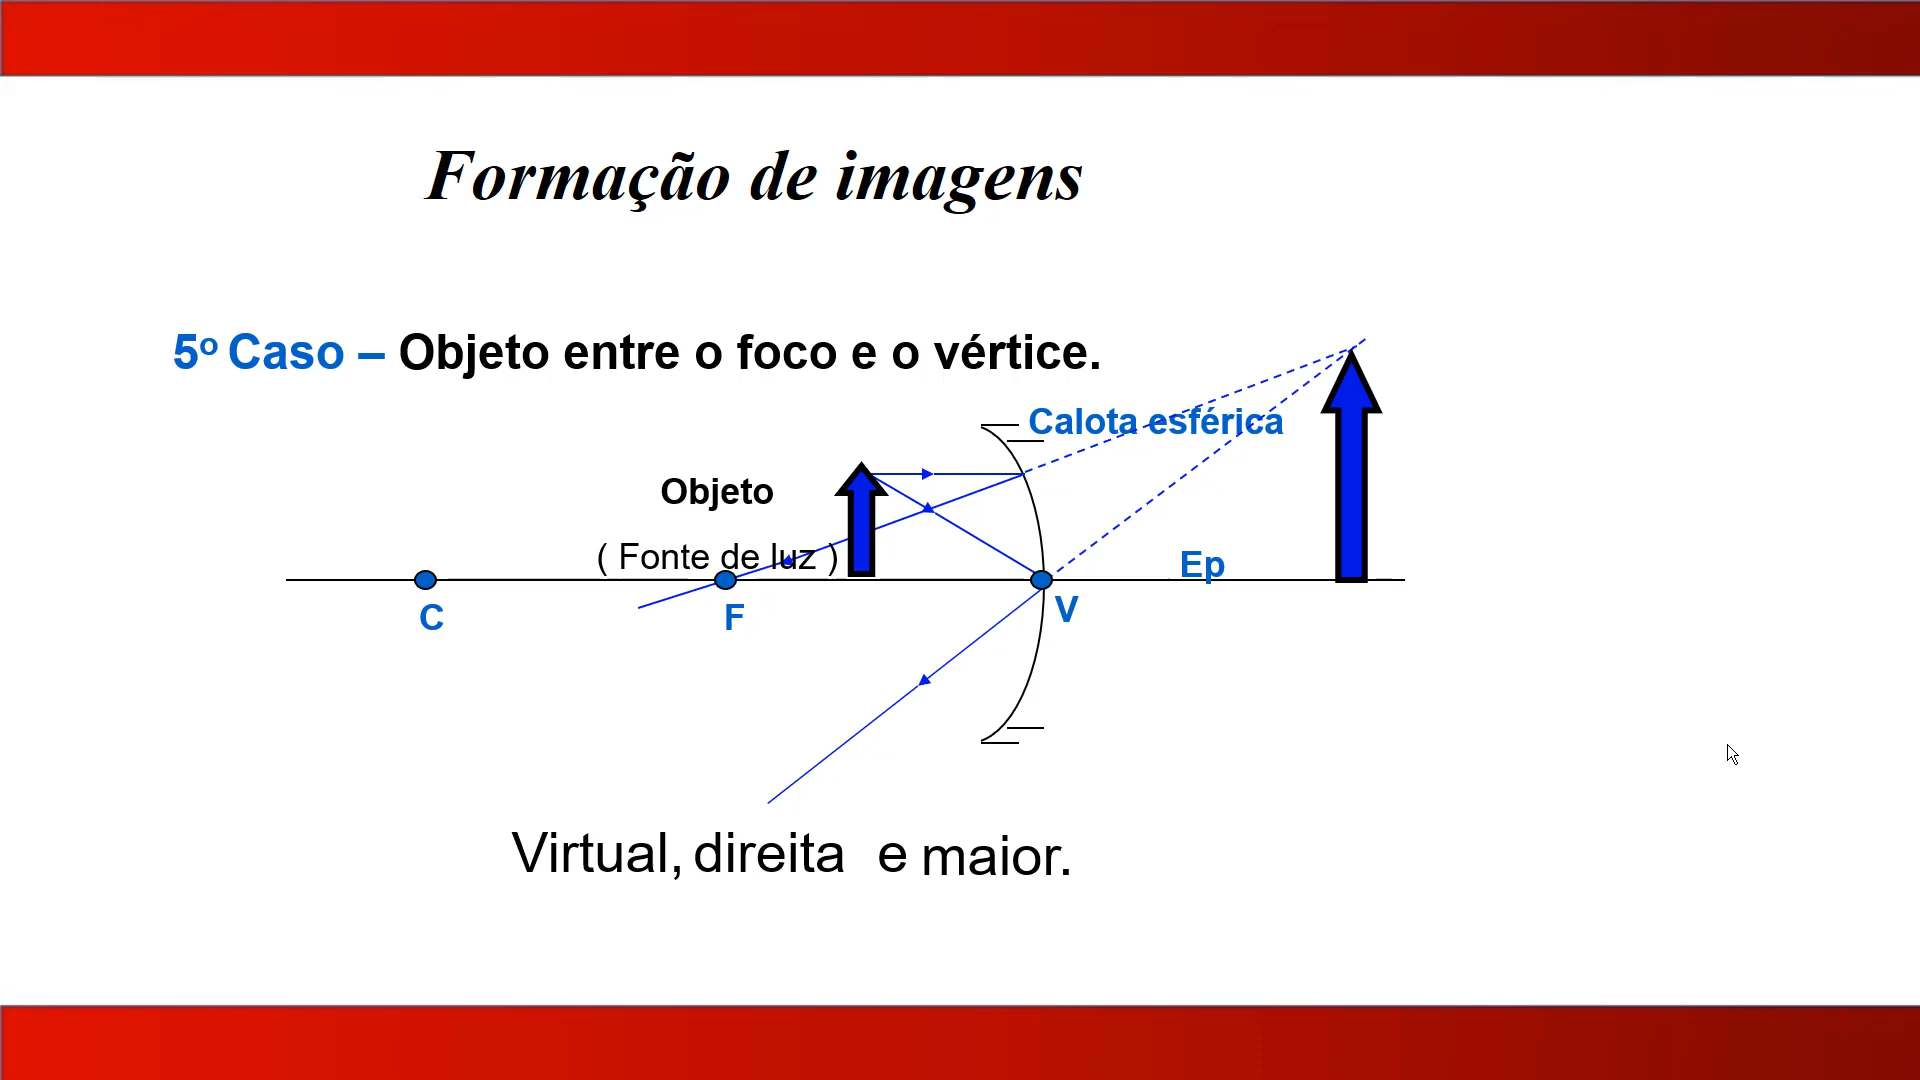 Formação de imagens
5º Caso – Objeto entre o foco e o vértice.
Calota esférica
Objeto
( Fonte de luz )
Ep
C
F
V
Virtual, direita e maior.